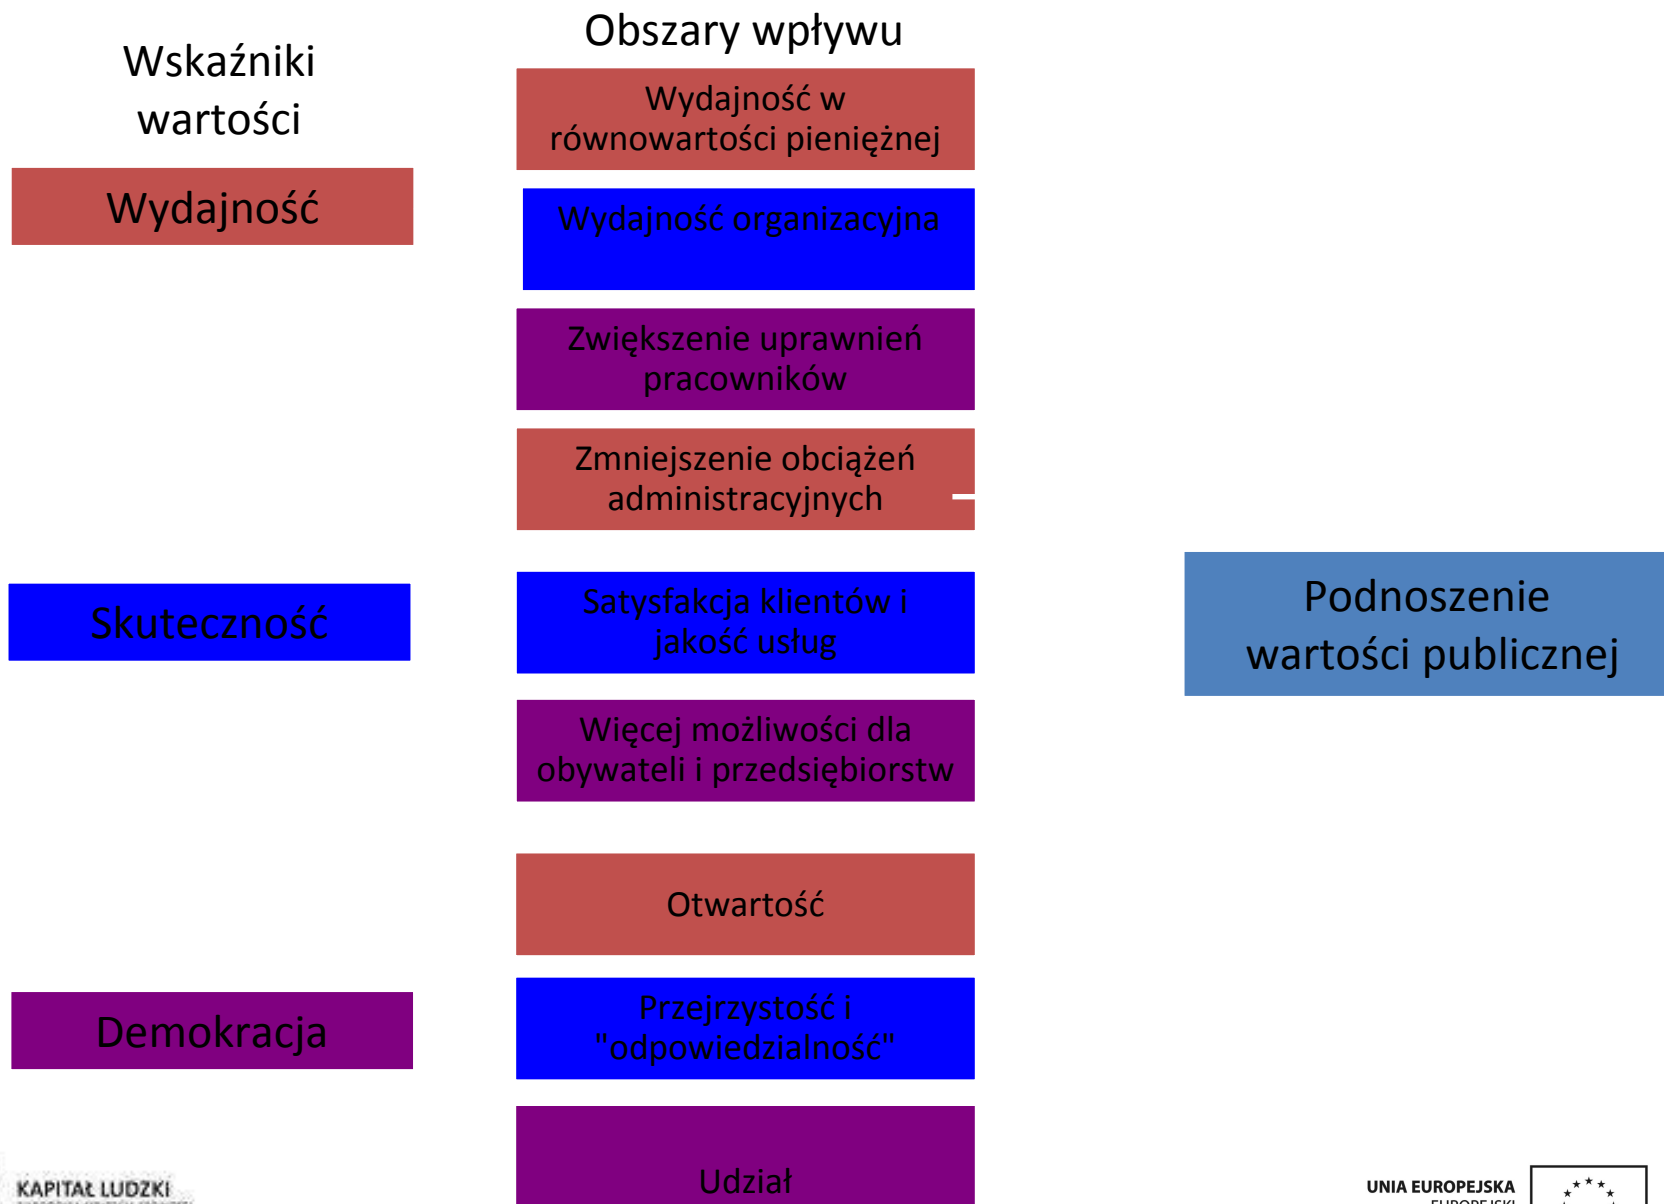 Wskaźniki
wartości
Wydajność
Skuteczność
Demokracja
Obszary wpływu
Wydajność w
równowartości pieniężnej
Wydajność organizacyjna
Zwiększenie uprawnień
pracowników
Zmniejszenie obciążeń
administracyjnych
Satysfakcja klientów i
jakość usług
Więcej możliwości dla
obywateli i przedsiębiorstw
Otwartość
Przejrzystość i
"odpowiedzialność"
Udział
Podnoszenie
wartości publicznej
KAPITAŁ LUDZKI
UNIA EUROPEJSKA
EUROPEJSKI